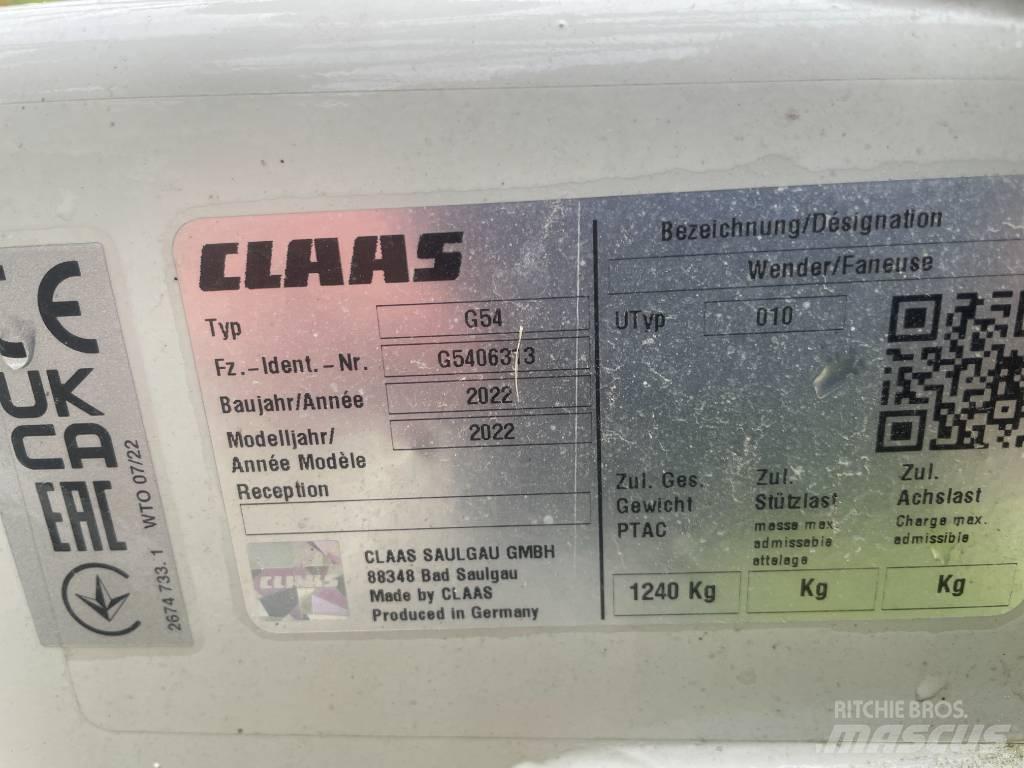 CE
UK
CA
EAC
2674 733. 1 WTO 07/22
CLAAS
Typ G54
Fz.-Ident.-Nr. G5406313
Baujahr/Année 2022
Modelljahr/ 2022
Année Modèle
Reception
CLAAS
CLAAS SAULGAU GMBH
88348 Bad Saulgau
Made by CLAAS
Produced in Germany
Bezeichnung/Désignation
Wender/Faneuse
UTyp 010
Zul. Ges.
Gewicht
PTAC
1240 Kg
Zul.
Stützlast
masse max.
admissabie
attelage
Kg
Zul.
Achslast
Charge max.
admissible
Kg
RITCHIE BROS.
MASCUS